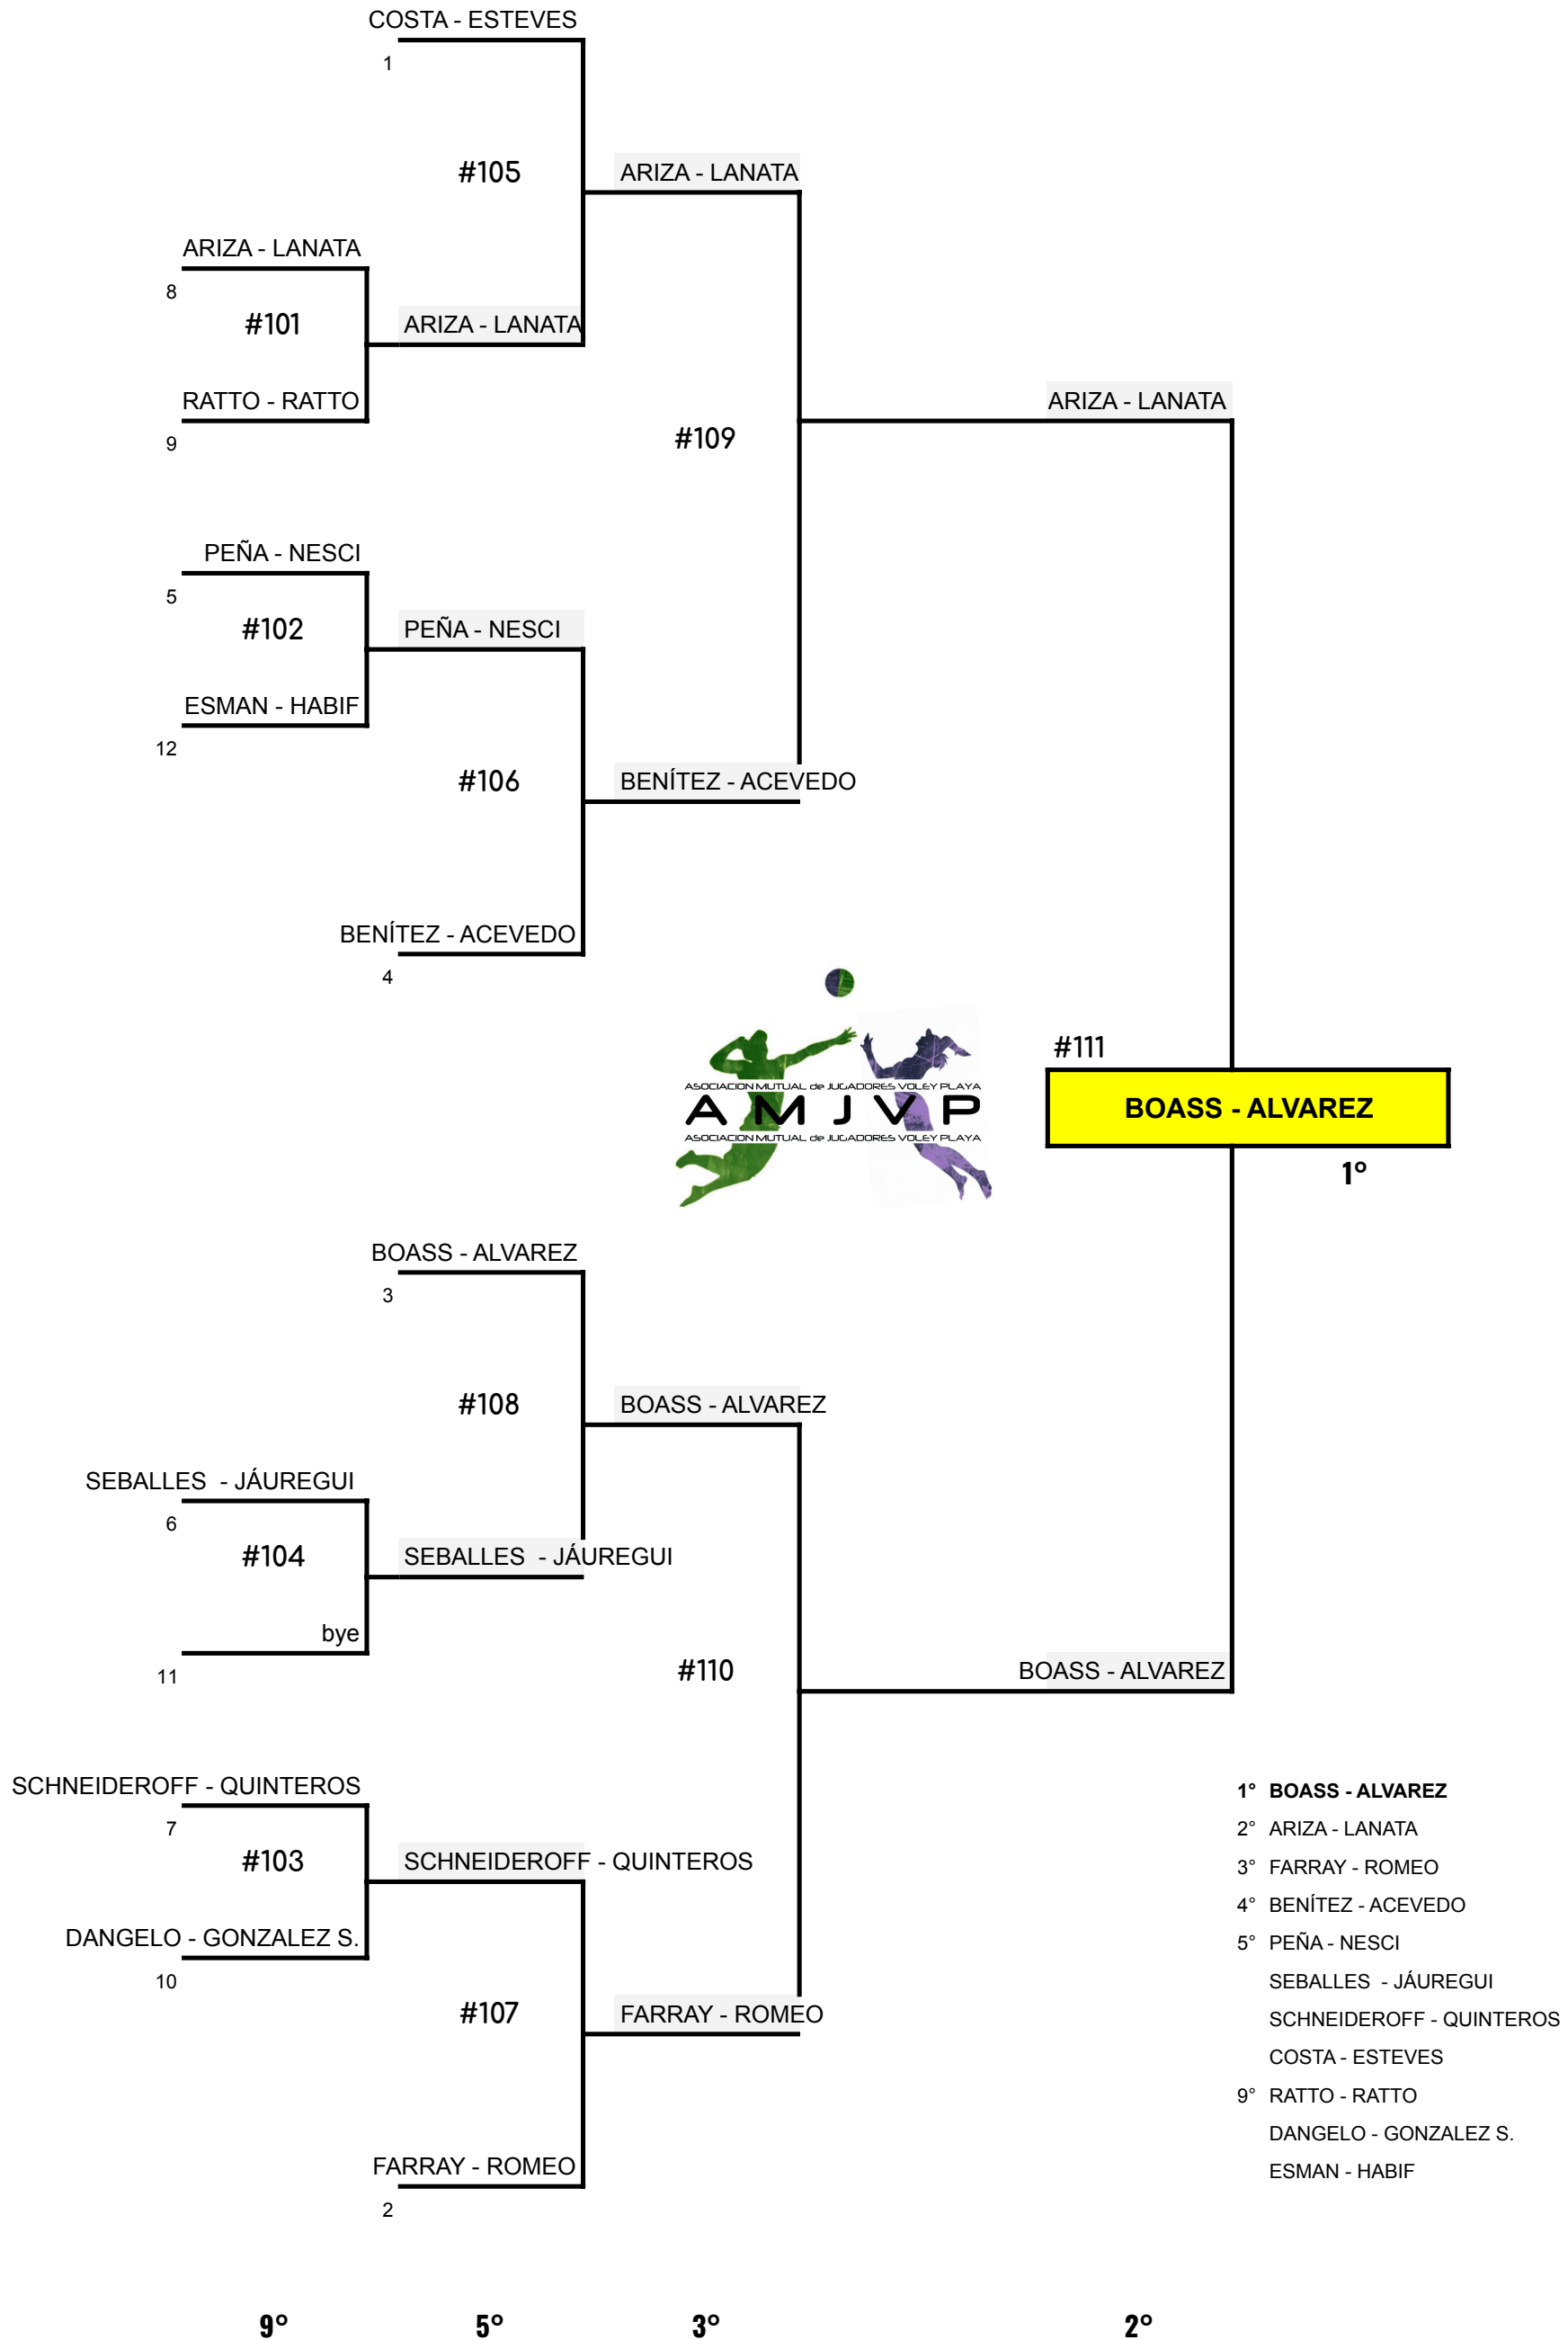 COSTA - ESTEVES
1
#105
ARIZA - LANATA
ARIZA - LANATA
8
#101
ARIZA - LANATA
RATTO - RATTO
9
ARIZA - LANATA
#109
PEÑA - NESCI
5
#102
PEÑA - NESCI
ESMAN - HABIF
12
#106
BENÍTEZ - ACEVEDO
BENÍTEZ - ACEVEDO
4
ASOCIACION MUTUAL de JUGADORES VOLEY PLAYA
AMJVP
ASOCIACION MUTUAL de JUGADORES VOLEY PLAYA
#111
BOASS - ALVAREZ
1°
BOASS - ALVAREZ
3
#108
BOASS - ALVAREZ
SEBALLES - JÁUREGUI
6
#104
SEBALLES - JÁUREGUI
bye
11
#110
BOASS - ALVAREZ
SCHNEIDEROFF - QUINTEROS
7
#103
SCHNEIDEROFF - QUINTEROS
DANGELO - GONZALEZ S.
10
#107
FARRAY - ROMEO
FARRAY - ROMEO
2
1° BOASS - ALVAREZ
2° ARIZA - LANATA
3° FARRAY - ROMEO
4° BENÍTEZ - ACEVEDO
5° PEÑA - NESCI
SEBALLES - JÁUREGUI
SCHNEIDEROFF - QUINTEROS
COSTA - ESTEVES
9° RATTO - RATTO
DANGELO - GONZALEZ S.
ESMAN - HABIF
9° 5° 3° 2°